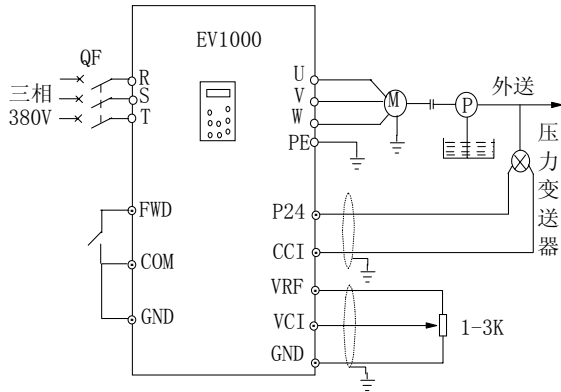 EV1000
QF
三相
380V
R
S
T
U
V
W
PE
M
P
外送
压力变送器
FWD
COM
GND
P24
CCI
VRF
VCI
GND
1-3K